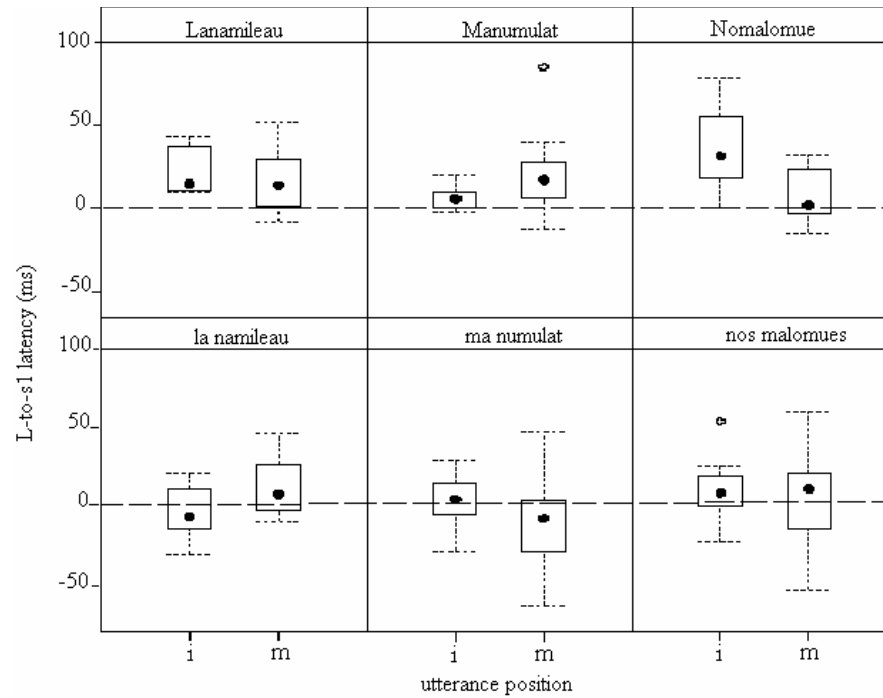 Lanamileau Manumulat Nomalomue
100
50
0
-50
la namileau ma numulat nos malomues
100
50
0
-50
L-to-s1 latency (ms)
i m i m i m
utterance position